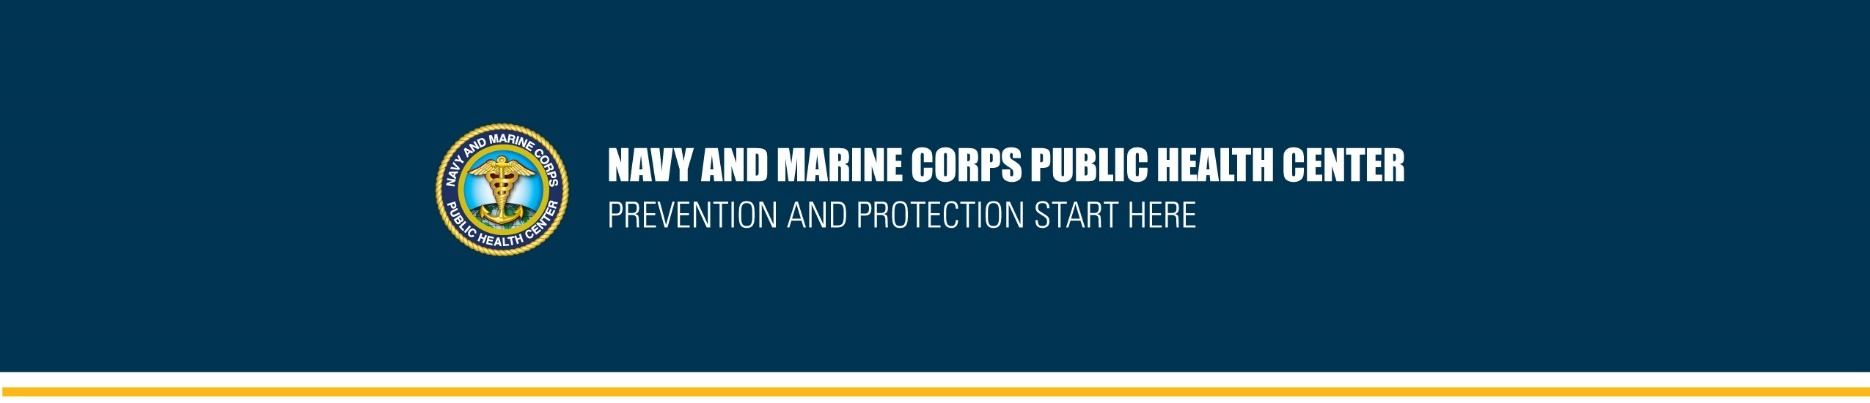 NAVY AND MARINE CORPS
PUBLIC HEALTH CENTER
NAVY AND MARINE CORPS PUBLIC HEALTH CENTER
PREVENTION AND PROTECTION START HERE